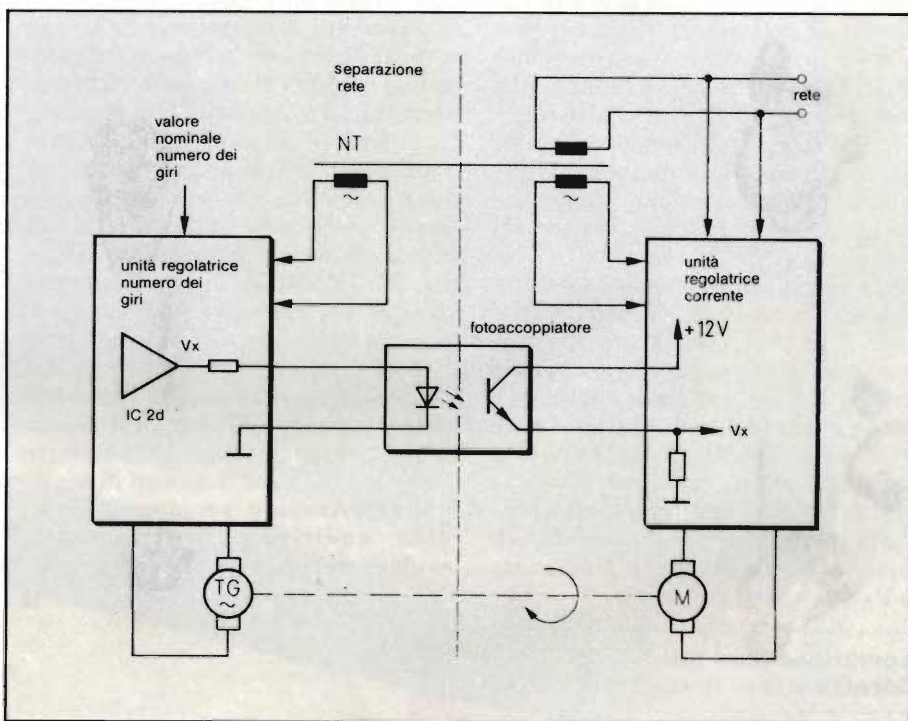 separazione
rete
rete
valore
nominale
numero dei
giri
NT
~
~
unità regolatrice
numero dei
giri
unità
regolatrice
corrente
fotoaccoppiatore
+12V
Vx
IC 2d
Vx
TG
~
M